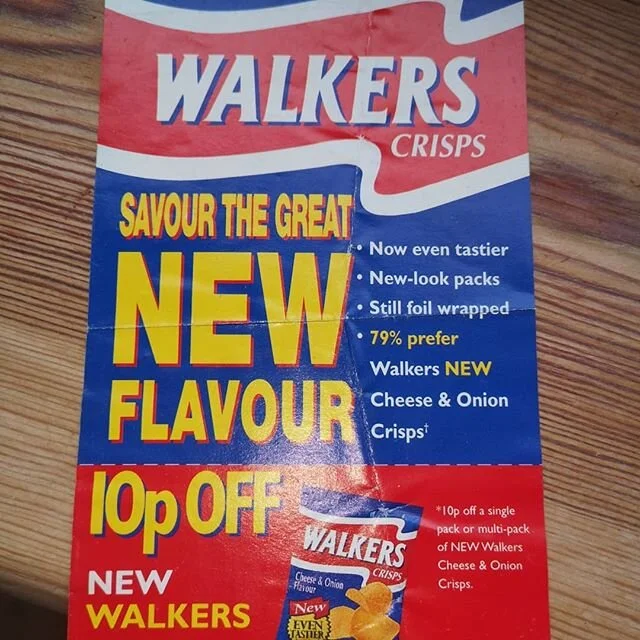 WALKERS
CRISPS
SAVOUR THE GREAT
NEW
FLAVOUR
• Now even tastier
• New-look packs
• Still foil wrapped
• 79% prefer
Walkers NEW
Cheese & Onion
Crisps†
10p OFF
NEW
WALKERS
WALKERS
CRISPS
Cheese & Onion
Flavour
New
EVEN
TASTIER
*10p off a single
pack or multi-pack
of NEW Walkers
Cheese & Onion
Crisps.